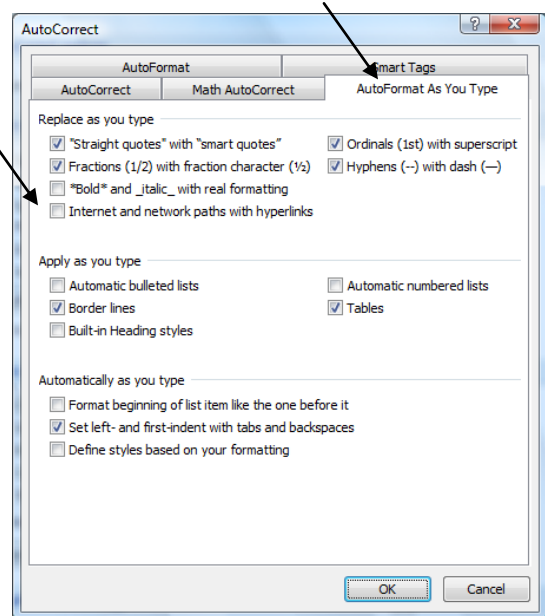 AutoCorrect
AutoFormat Smart Tags
AutoCorrect Math AutoCorrect AutoFormat As You Type
Replace as you type
"Straight quotes" with “smart quotes” Ordinals (1st) with superscript
Fractions (1/2) with fraction character (½) Hyphens (--) with dash (—)
*Bold* and _italic_ with real formatting
Internet and network paths with hyperlinks
Apply as you type
Automatic bulleted lists Automatic numbered lists
Border lines Tables
Built-in Heading styles
Automatically as you type
Format beginning of list item like the one before it
Set left- and first-indent with tabs and backspaces
Define styles based on your formatting
OK Cancel